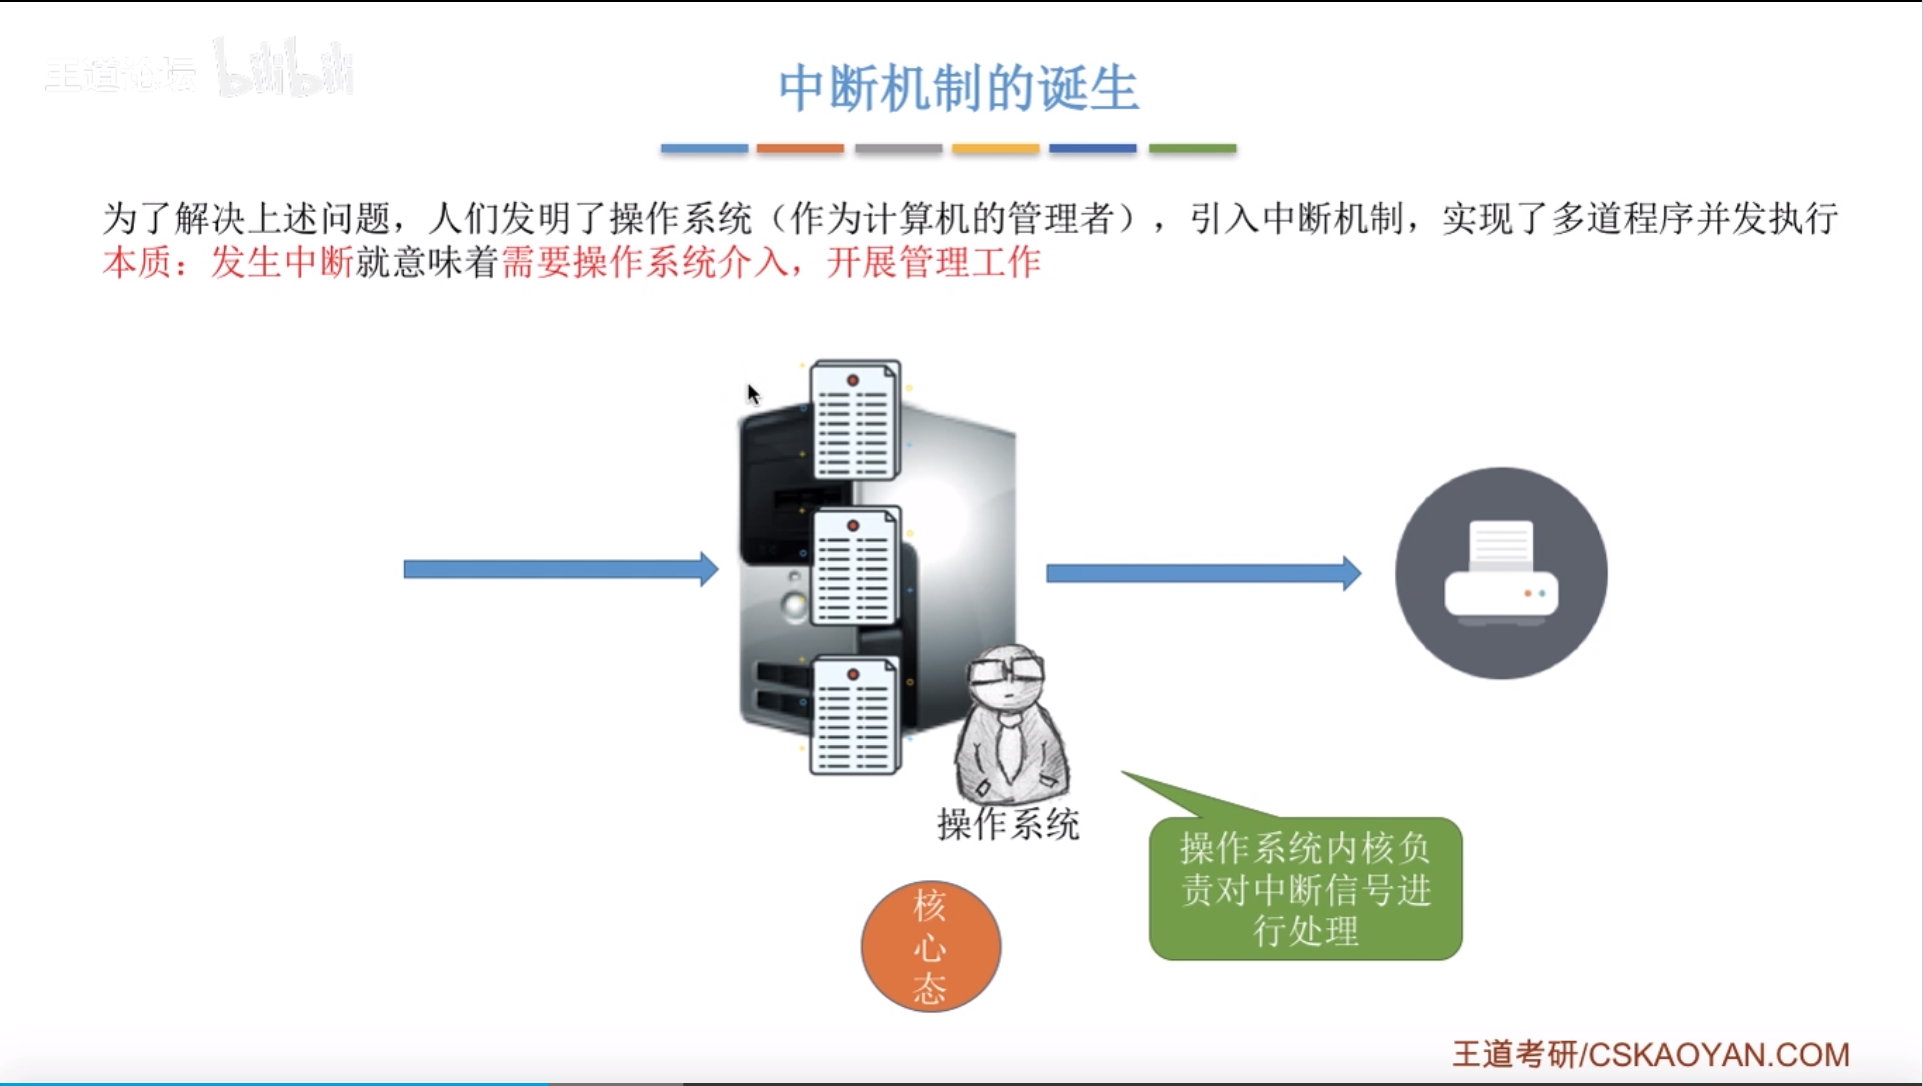 王道论坛 bilibili
中断机制的诞生
为了解决上述问题，人们发明了操作系统（作为计算机的管理者），引入中断机制，实现了多道程序并发执行
本质：发生中断就意味着需要操作系统介入，开展管理工作
操作系统
操作系统内核负
责对中断信号进
行处理
核
心
态
王道考研/CSKAOYAN.COM